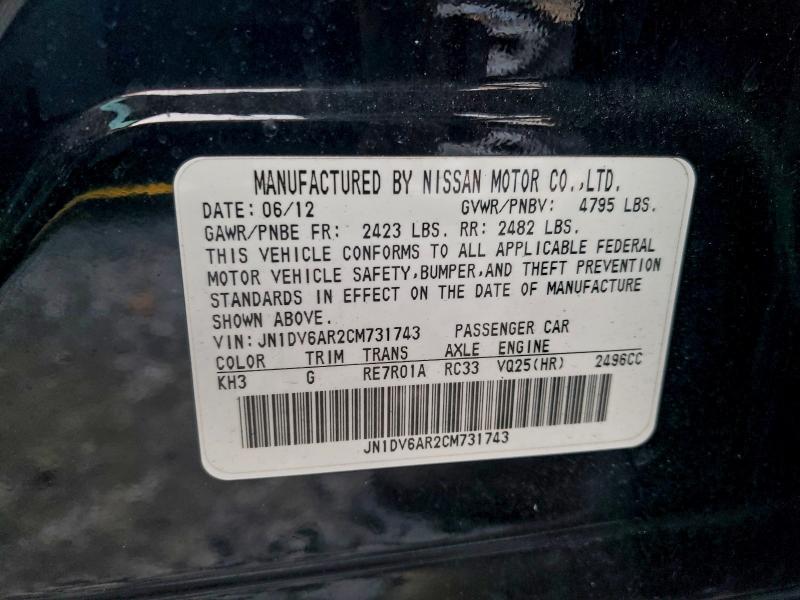 MANUFACTURED BY NISSAN MOTOR CO.,LTD.
DATE: 06/12 GVWR/PNBV: 4795 LBS.
GAWR/PNBE FR: 2423 LBS. RR: 2482 LBS.
THIS VEHICLE CONFORMS TO ALL APPLICABLE FEDERAL
MOTOR VEHICLE SAFETY,BUMPER,AND THEFT PREVENTION
STANDARDS IN EFFECT ON THE DATE OF MANUFACTURE
SHOWN ABOVE.
VIN:JN1DV6AR2CM731743 PASSENGER CAR
COLOR TRIM TRANS AXLE ENGINE
KH3 G RE7R01A RC33 VQ25(HR) 2496CC
JN1DV6AR2CM731743